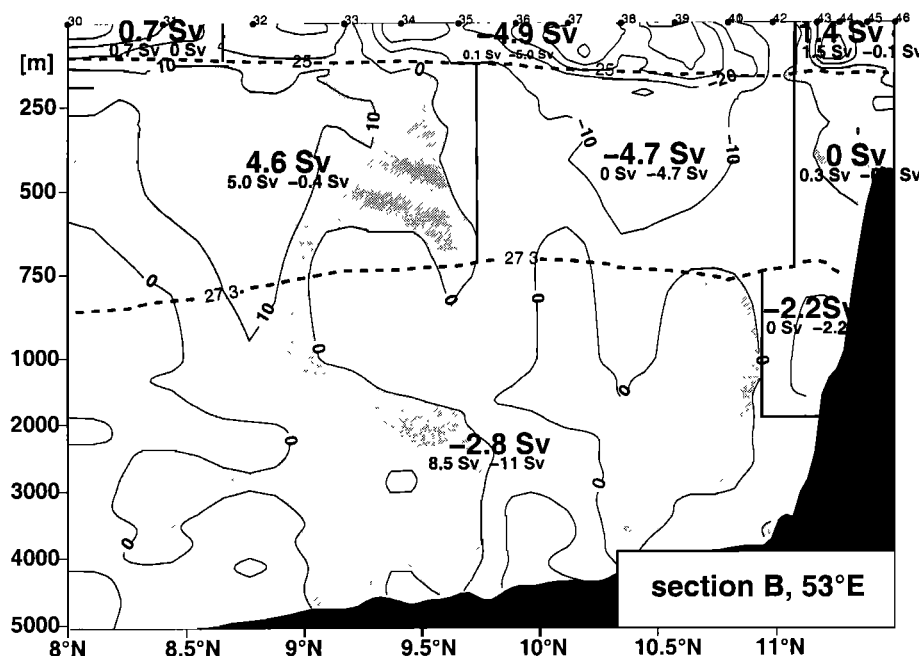 30 31 32 33 34 35 36 37 38 39 40 41 42 43 44 45 46
0.7 Sv −4.9 Sv 1.4 Sv
0.7 Sv 0 Sv 0.1 Sv −5.0 Sv 1.5 Sv −0.1 Sv
[m] 10 25 0 25 −20
250
10 −10 −10
4.6 Sv −4.7 Sv 0 Sv
5.0 Sv −0.4 Sv 0 Sv −4.7 Sv 0.3 Sv Sv
500
750 0 27 3 27 3
10 0 0
−2.2Sv
0 Sv −2.2
1000 0 0 0
2000 0
−2.8 Sv
8.5 Sv −11 Sv
3000 0
4000 0
section B, 53°E
5000
8°N 8.5°N 9.0°N 9.5°N 10°N 10.5°N 11°N